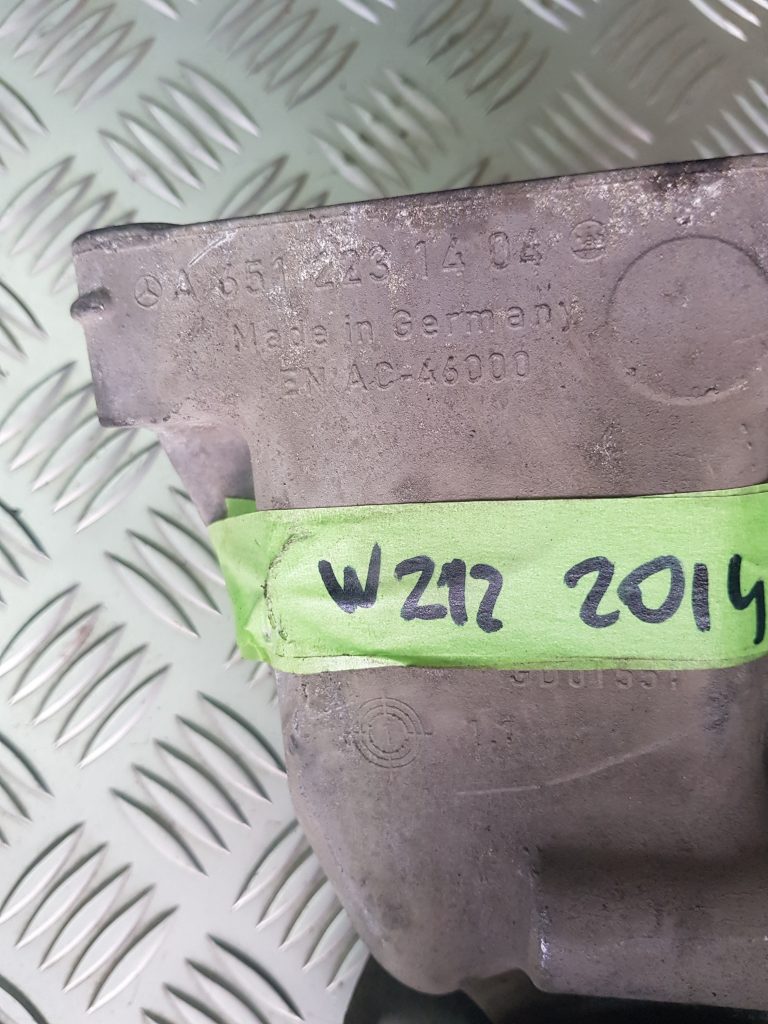 A 651 223 14 04
Made in Germany
EN AC-46000
W212 2014